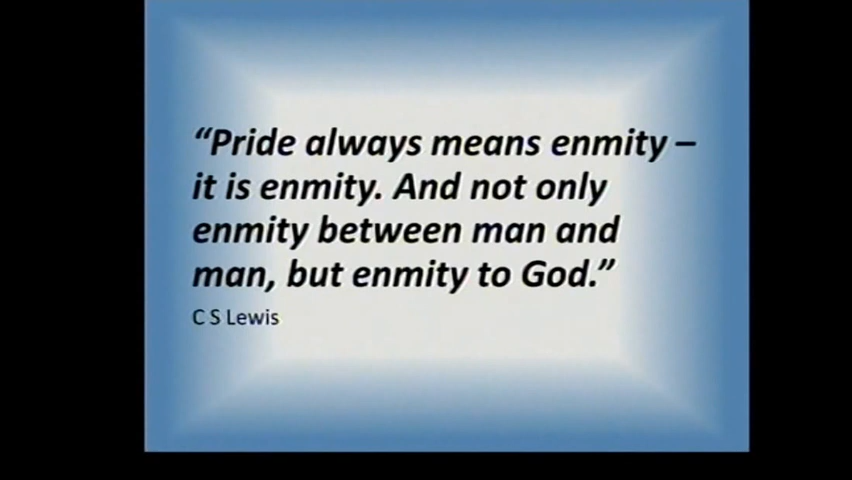 “Pride always means enmity –
it is enmity. And not only
enmity between man and
man, but enmity to God.”
C S Lewis